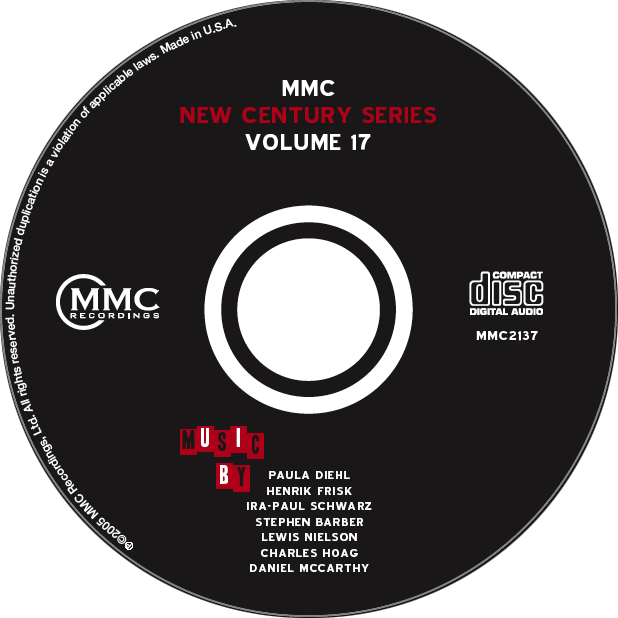 MMC
NEW CENTURY SERIES
VOLUME 17
℗©2005 MMC Recordings, Ltd. All rights reserved. Unauthorized duplication is a violation of applicable laws. Made in U.S.A.
MMC
RECORDINGS
COMPACT
disc
DIGITAL AUDIO
MMC2137
MUSIC
BY
PAULA DIEHL
HENRIK FRISK
IRA-PAUL SCHWARZ
STEPHEN BARBER
LEWIS NIELSON
CHARLES HOAG
DANIEL MCCARTHY